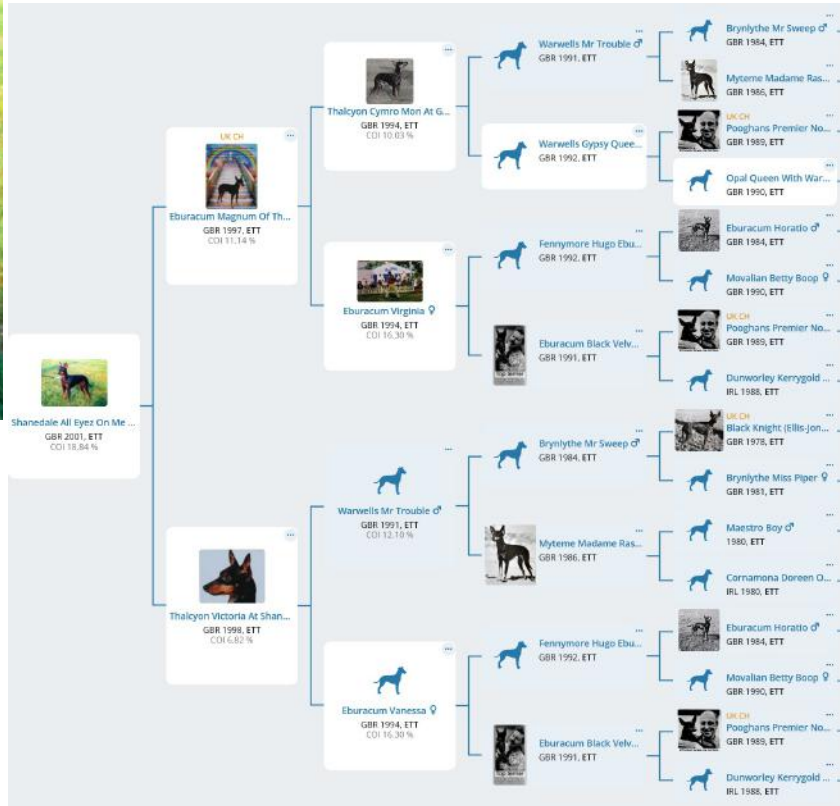 Shanedale All Eyez On Me ...
GBR 2001, ETT
COI 18,84 %
UK CH
Eburacum Magnum Of Th...
GBR 1997, ETT
COI 11,14 %
Thalcyon Victoria At Shan...
GBR 1998, ETT
COI 6,82 %
Thalcyon Cymro Mon At G...
GBR 1994, ETT
COI 10,03 %
Eburacum Virginia ♀
GBR 1994, ETT
COI 16,30 %
Warwells Mr Trouble ♂
GBR 1991, ETT
COI 12,10 %
Eburacum Vanessa ♀
GBR 1994, ETT
COI 16,30 %
Warwells Mr Trouble ♂
GBR 1991, ETT
Warwells Gypsy Quee...
GBR 1992, ETT
Fennymore Hugo Ebu...
GBR 1992, ETT
Eburacum Black Velv...
GBR 1991, ETT
Brynlythe Mr Sweep ♂
GBR 1984, ETT
Myterne Madame Ras...
GBR 1986, ETT
Fennymore Hugo Ebu...
GBR 1992, ETT
Eburacum Black Velv...
GBR 1991, ETT
Brynlythe Mr Sweep ♂
GBR 1984, ETT
Myterne Madame Ras...
GBR 1986, ETT
UK CH
Pooghans Premier No...
GBR 1989, ETT
Opal Queen With War...
GBR 1990, ETT
Eburacum Horatio ♂
GBR 1984, ETT
Movalian Betty Boop ♀
GBR 1990, ETT
UK CH
Pooghans Premier No...
GBR 1989, ETT
Dunworley Kerrygold ...
IRL 1988, ETT
UK CH
Black Knight (Ellis-Jon...
GBR 1978, ETT
Brynlythe Miss Piper ♀
GBR 1981, ETT
Maestro Boy ♂
1980, ETT
Cornamona Doreen O...
IRL 1980, ETT
Eburacum Horatio ♂
GBR 1984, ETT
Movalian Betty Boop ♀
GBR 1990, ETT
UK CH
Pooghans Premier No...
GBR 1989, ETT
Dunworley Kerrygold ...
IRL 1988, ETT